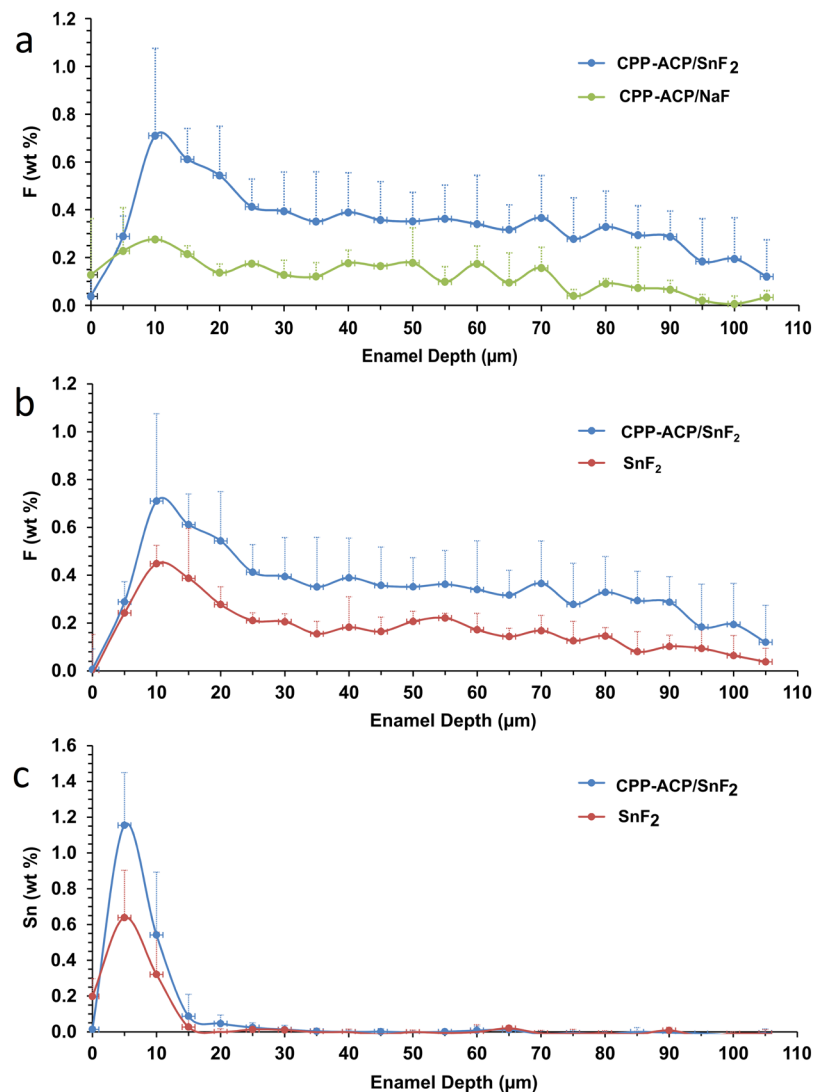 a
1.2
1.0
0.8
0.6
0.4
0.2
0.0
F (wt %)
CPP-ACP/SnF2
CPP-ACP/NaF
0 10 20 30 40 50 60 70 80 90 100 110
Enamel Depth (µm)
b
1.2
1.0
0.8
0.6
0.4
0.2
0.0
F (wt %)
CPP-ACP/SnF2
SnF2
0 10 20 30 40 50 60 70 80 90 100 110
Enamel Depth (µm)
c
1.6
1.4
1.2
1.0
0.8
0.6
0.4
0.2
0.0
Sn (wt %)
CPP-ACP/SnF2
SnF2
0 10 20 30 40 50 60 70 80 90 100 110
Enamel Depth (µm)